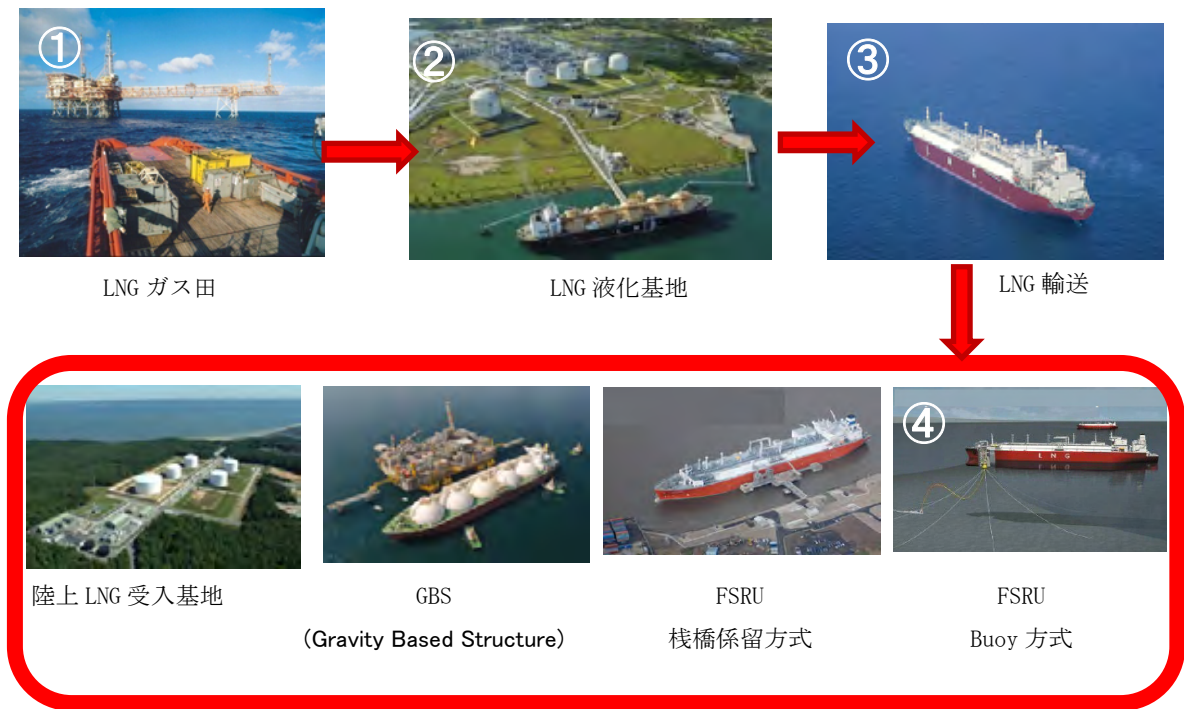 ①
②
③
LNG ガス田
LNG 液化基地
LNG 輸送
④
LNG
陸上 LNG 受入基地
GBS
(Gravity Based Structure)
FSRU
桟橋係留方式
FSRU
Buoy 方式